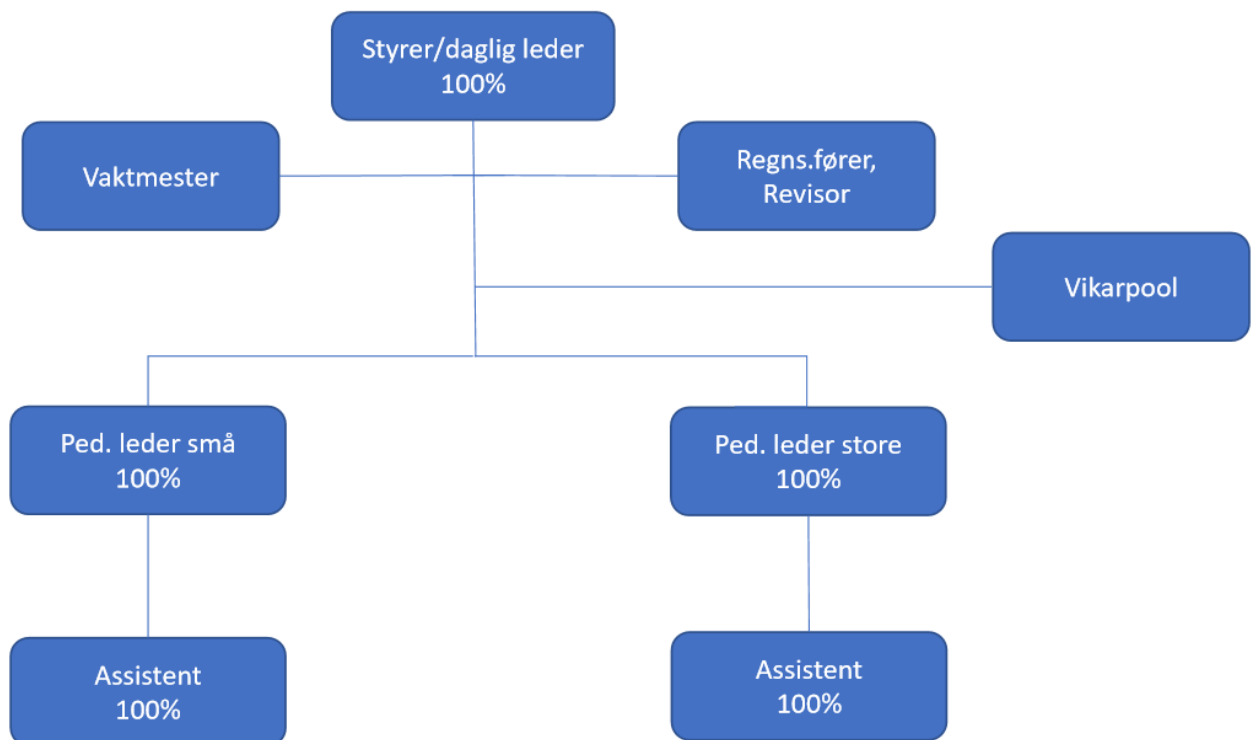 Styrer/daglig leder
100%
Vaktmester
Regns.fører,
Revisor
Vikarpool
Ped. leder små
100%
Ped. leder store
100%
Assistent
100%
Assistent
100%